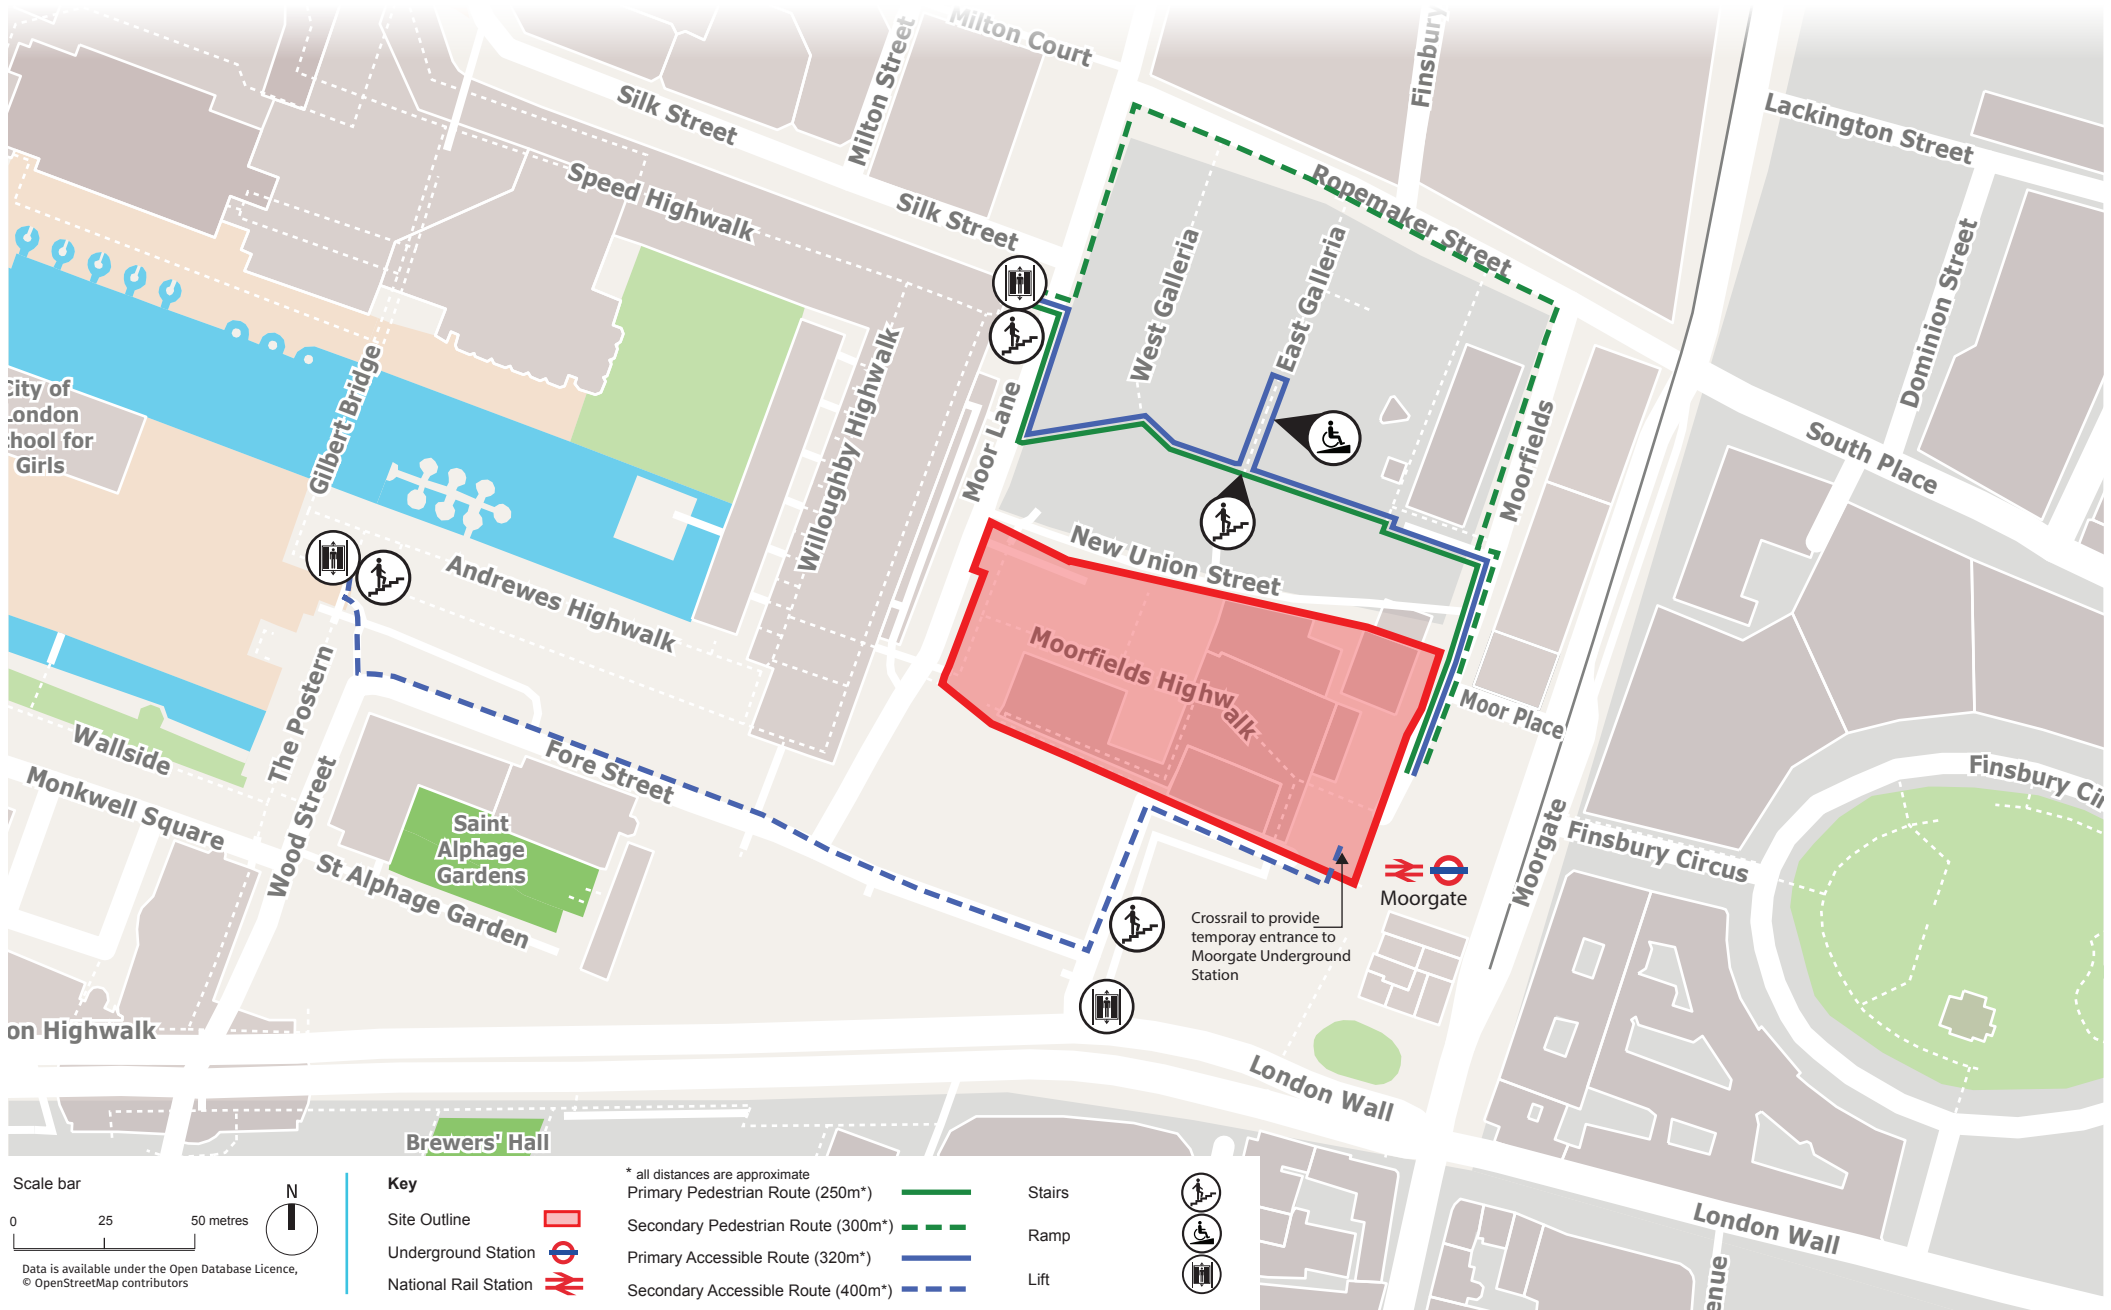 Milton Court
Milton Street
Finsbury
Silk Street
Lackington Street
Speed Highwalk
Ropemaker Street
Silk Street
West Galleria
East Galleria
Dominion Street
Gilbert Bridge
Willoughby Highwalk
City of
London
School for
Girls
Moor Lane
Moorfields
South Place
Andrewes Highwalk
New Union Street
Moorfields Highwalk
Moor Place
The Postern
Wallside
Fore Street
Monkwell Square
Wood Street
Saint
Alphage
Gardens
St Alphage Garden
Finsbury Cir
Finsbury Circus
Moorgate
Moorgate
Crossrail to provide
temporay entrance to
Moorgate Underground
Station
on Highwalk
London Wall
Brewers' Hall
London Wall
enue
Scale bar
0 25 50 metres
N
Data is available under the Open Database Licence,
© OpenStreetMap contributors
Key
Site Outline
Underground Station
National Rail Station
* all distances are approximate
Primary Pedestrian Route (250m*)
Secondary Pedestrian Route (300m*)
Primary Accessible Route (320m*)
Secondary Accessible Route (400m*)
Stairs
Ramp
Lift